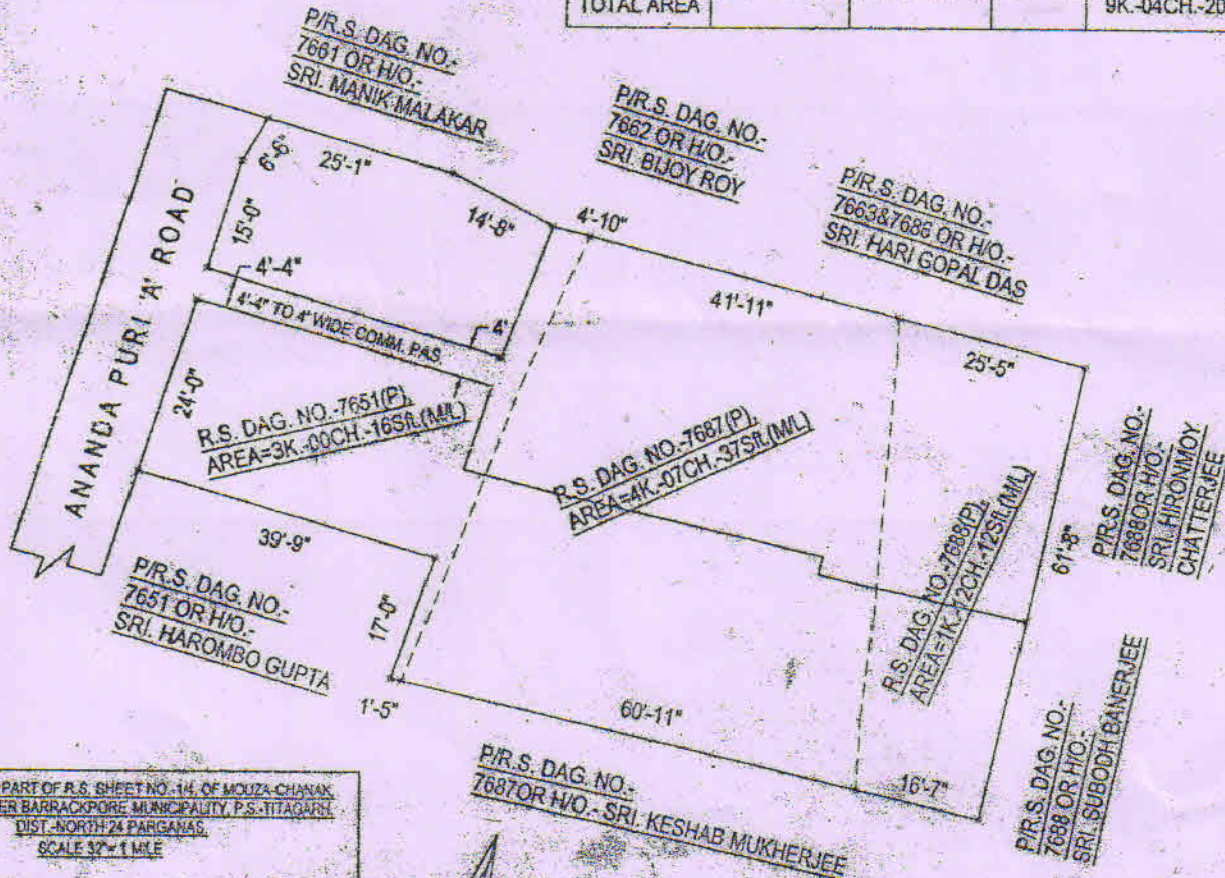 TOTAL AREA
9K.-04CH.-20
P/R.S. DAG. NO.-
7661 OR H/O.-
SRI. MANIK MALAKAR
P/R.S. DAG. NO.-
7662 OR H/O.-
SRI. BIJOY ROY
P/R.S. DAG. NO.-
7663&7686 OR H/O.-
SRI. HARI GOPAL DAS
6'-6"
25'-1"
14'-8"
4'-10"
41'-11"
25'-5"
15'-0"
4'-4"
4'
4'-4" TO 4' WIDE COMM. PAS.
ANANDA PURI 'A' ROAD
24'-0"
R.S. DAG. NO.-7651(P),
AREA=3K.-00CH.-16Sft.(M/L)
R.S. DAG. NO.-7687(P),
AREA=4K.-07CH.-37Sft.(M/L)
R.S. DAG. NO.-7688(P),
AREA=1K.-12CH.-12Sft.(M/L)
61'-8"
P/R.S. DAG. NO.-
7688OR H/O.-
SRI. HIRONMOY
CHATTERJEE
39'-9"
17'-0"
P/R.S. DAG. NO.-
7651 OR H/O.-
SRI. HAROMBO GUPTA
1'-5"
60'-11"
16'-7"
P/R.S. DAG. NO.-
7688 OR H/O.-
SRI. SUBODH BANERJEE
P/R.S. DAG. NO.-
7687OR H/O.- SRI. KESHAB MUKHERJEE
PART OF R.S. SHEET NO.-14, OF MOUZA-CHANAK
ER BARRACKPORE MUNICIPALITY, P.S.-TITAGARH
DIST.-NORTH 24 PARGANAS.
SCALE 32"= 1 MILE